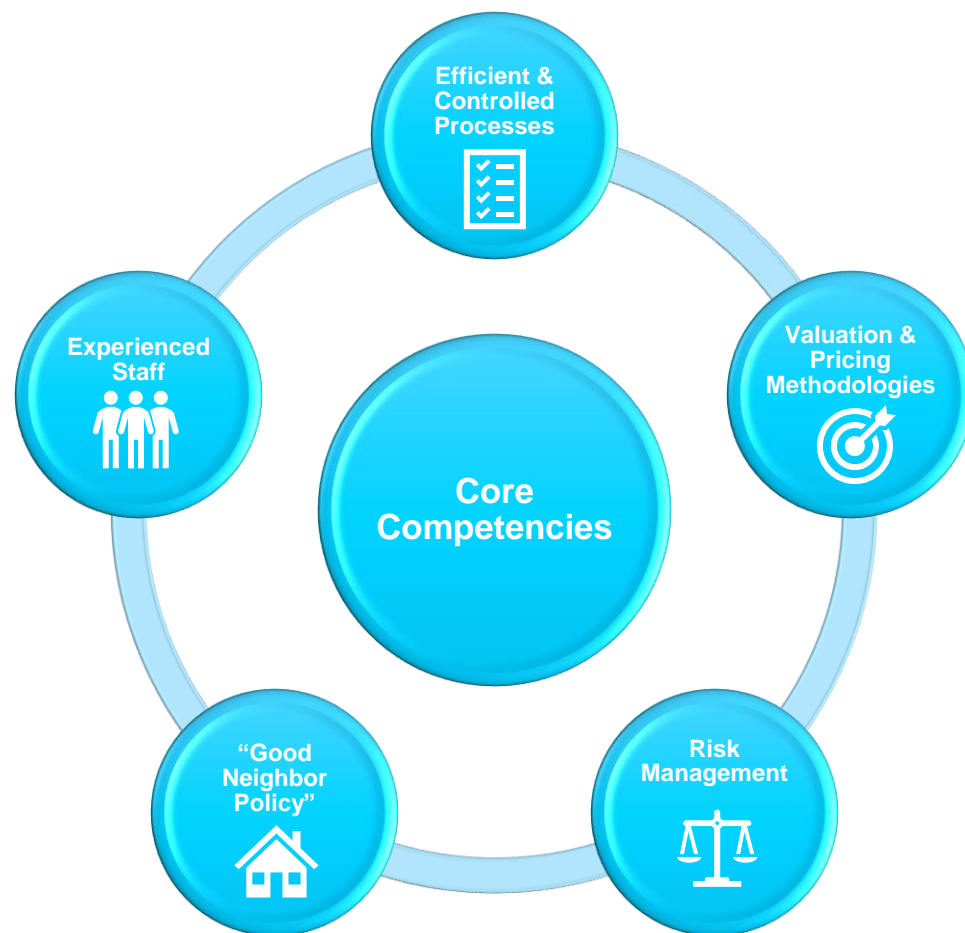 Efficient &
Controlled
Processes
Valuation &
Pricing
Methodologies
Risk
Management
“Good
Neighbor
Policy”
Experienced
Staff
Core
Competencies